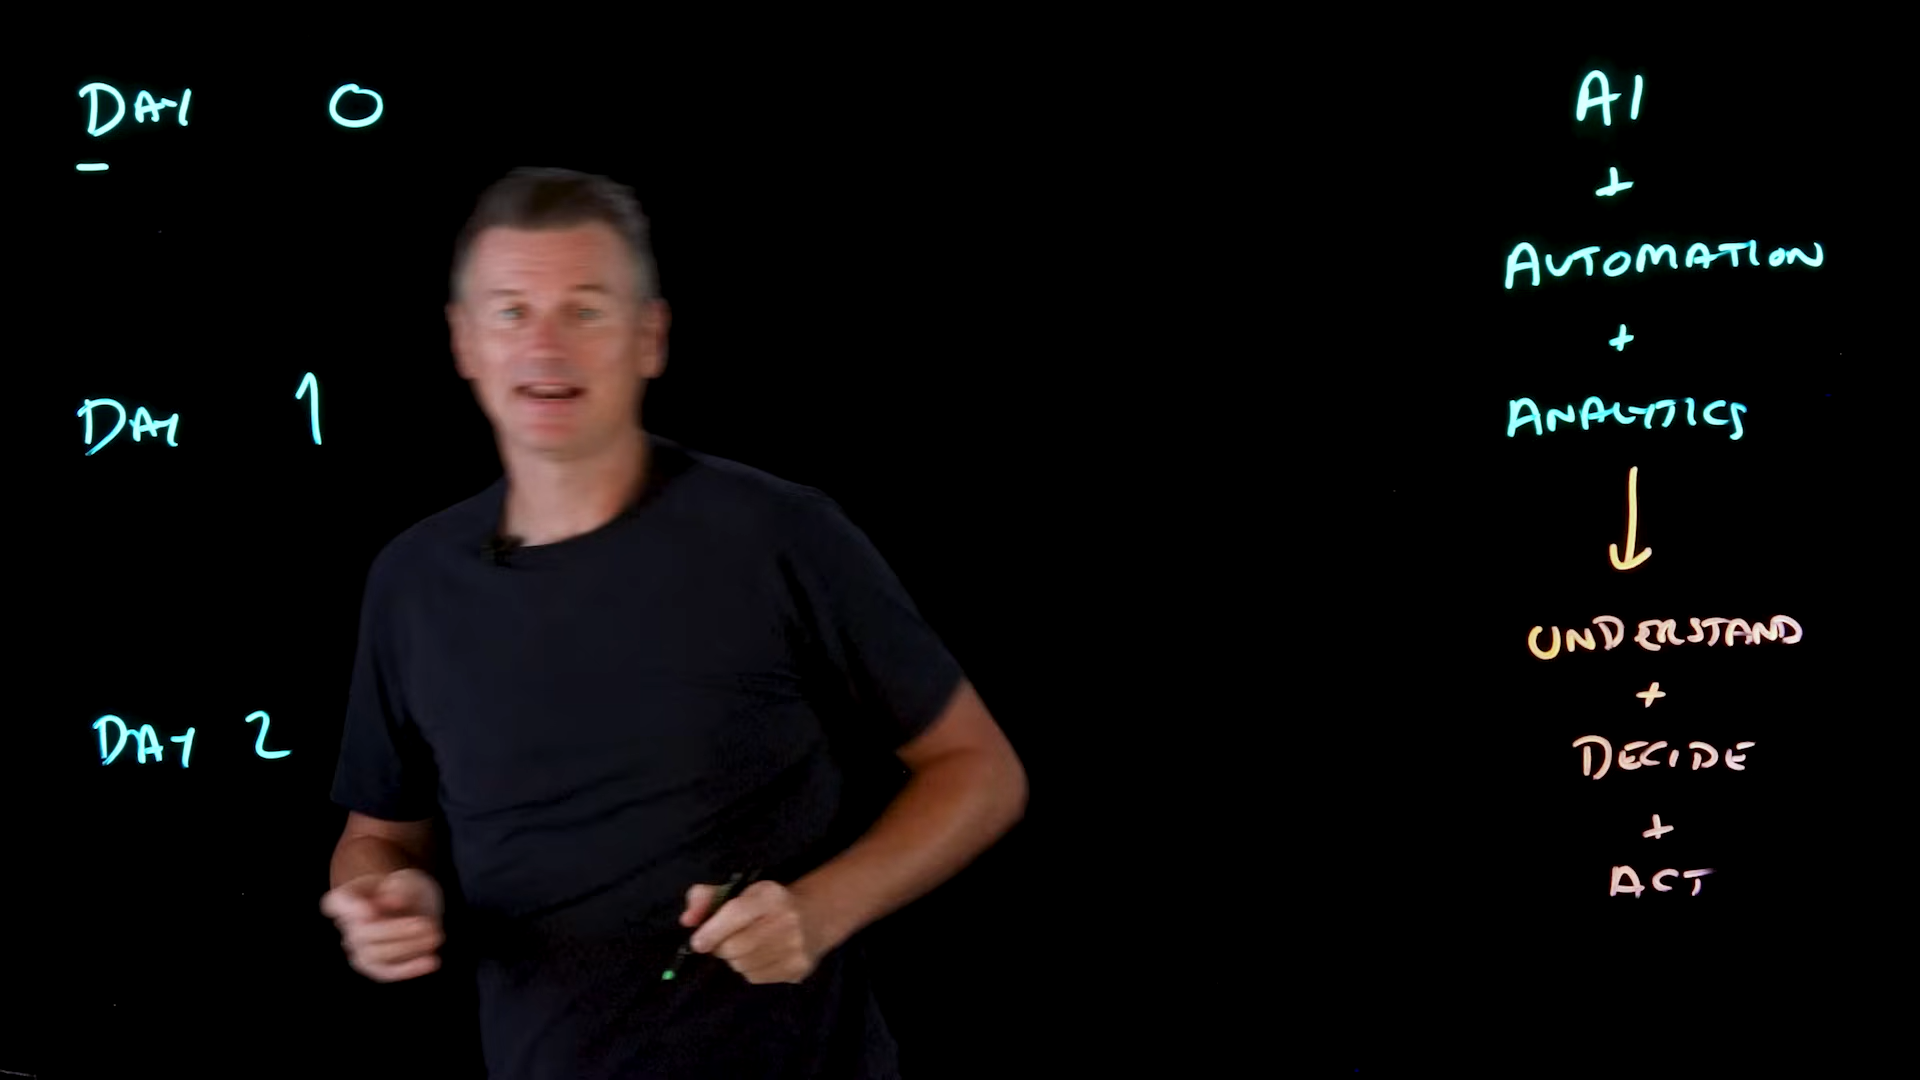 DAY 0
DAY 1
DAY 2
AI
+
AUTOMATION
+
ANALYTICS
↓
UNDERSTAND
+
DECIDE
+
ACT